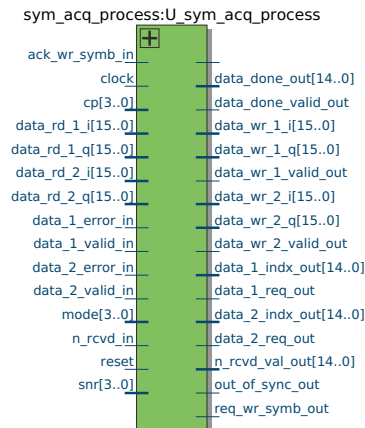 sym_acq_process:U_sym_acq_process
ack_wr_symb_in
clock
data_done_out[14..0]
cp[3..0]
data_done_valid_out
data_rd_1_i[15..0]
data_wr_1_i[15..0]
data_rd_1_q[15..0]
data_wr_1_q[15..0]
data_rd_2_i[15..0]
data_wr_1_valid_out
data_rd_2_q[15..0]
data_wr_2_i[15..0]
data_1_error_in
data_wr_2_q[15..0]
data_1_valid_in
data_wr_2_valid_out
data_2_error_in
data_1_indx_out[14..0]
data_2_valid_in
data_1_req_out
mode[3..0]
data_2_indx_out[14..0]
n_rcvd_in
data_2_req_out
reset
n_rcvd_val_out[14..0]
snr[3..0]
out_of_sync_out
req_wr_symb_out